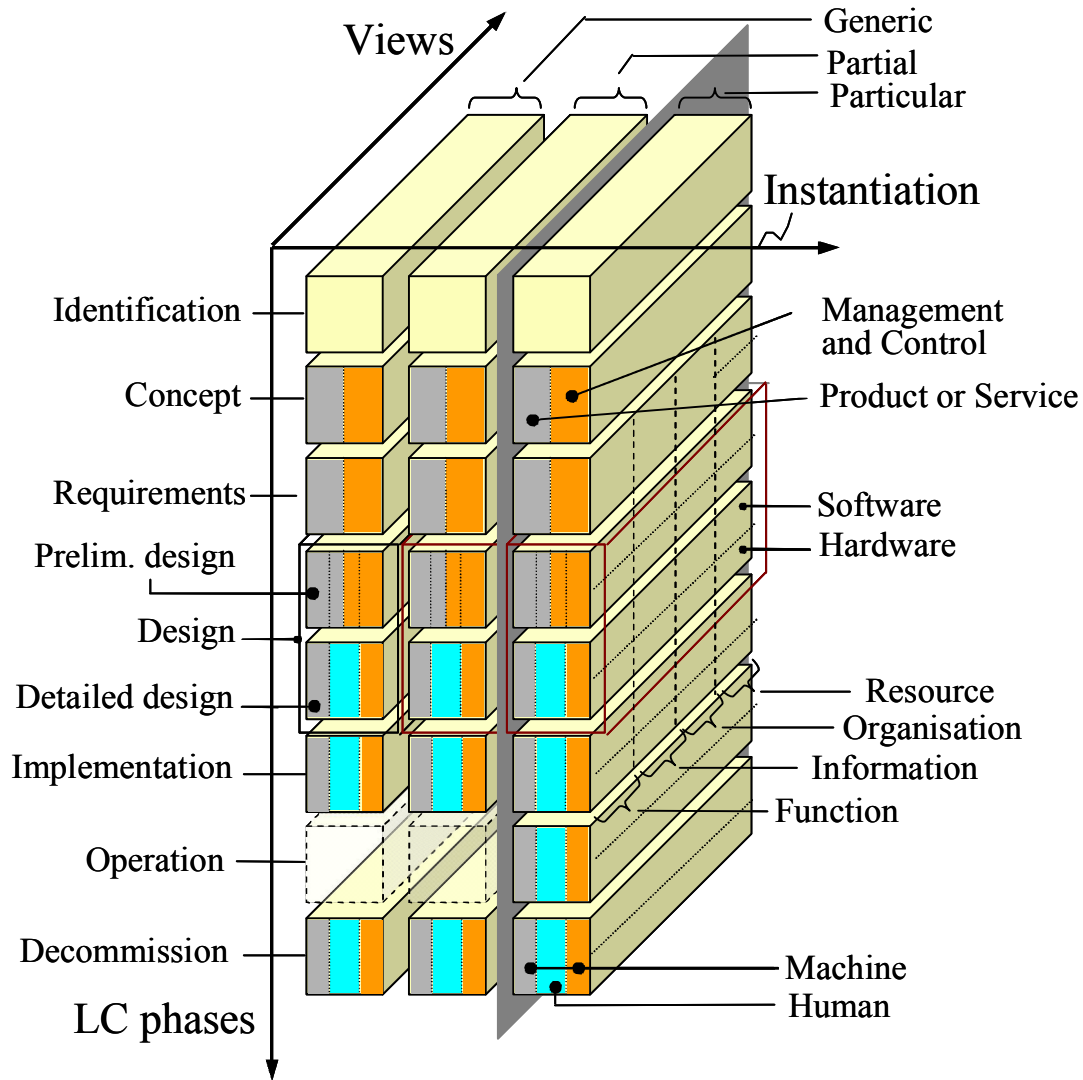 Generic
Views
Partial
Particular
Instantiation
Identification
Management
and Control
Concept
Product or Service
Requirements
Software
Prelim. design
Hardware
Design
Detailed design
Resource
Organisation
Implementation
Information
Function
Operation
Decommission
Machine
Human
LC phases